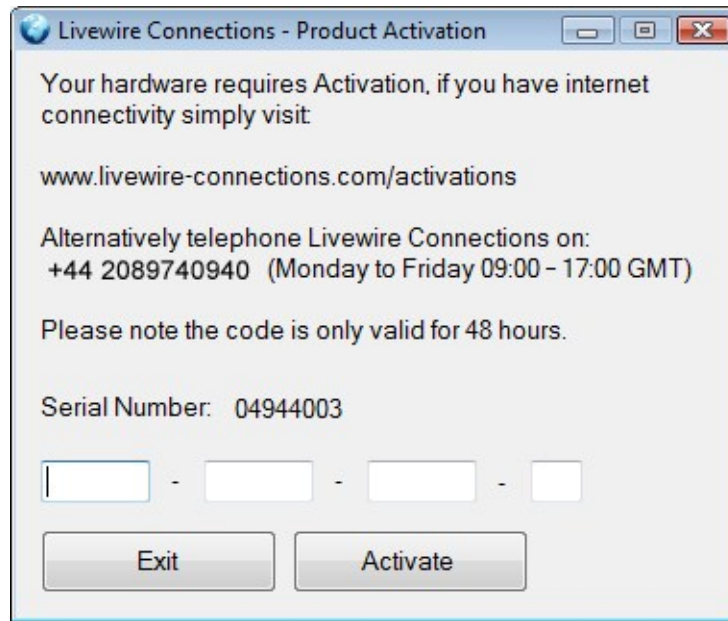 Livewire Connections - Product Activation
Your hardware requires Activation, if you have internet
connectivity simply visit:
www.livewire-connections.com/activations
Alternatively telephone Livewire Connections on:
+44 2089740940 (Monday to Friday 09:00 – 17:00 GMT)
Please note the code is only valid for 48 hours.
Serial Number: 04944003
- - -
Exit Activate